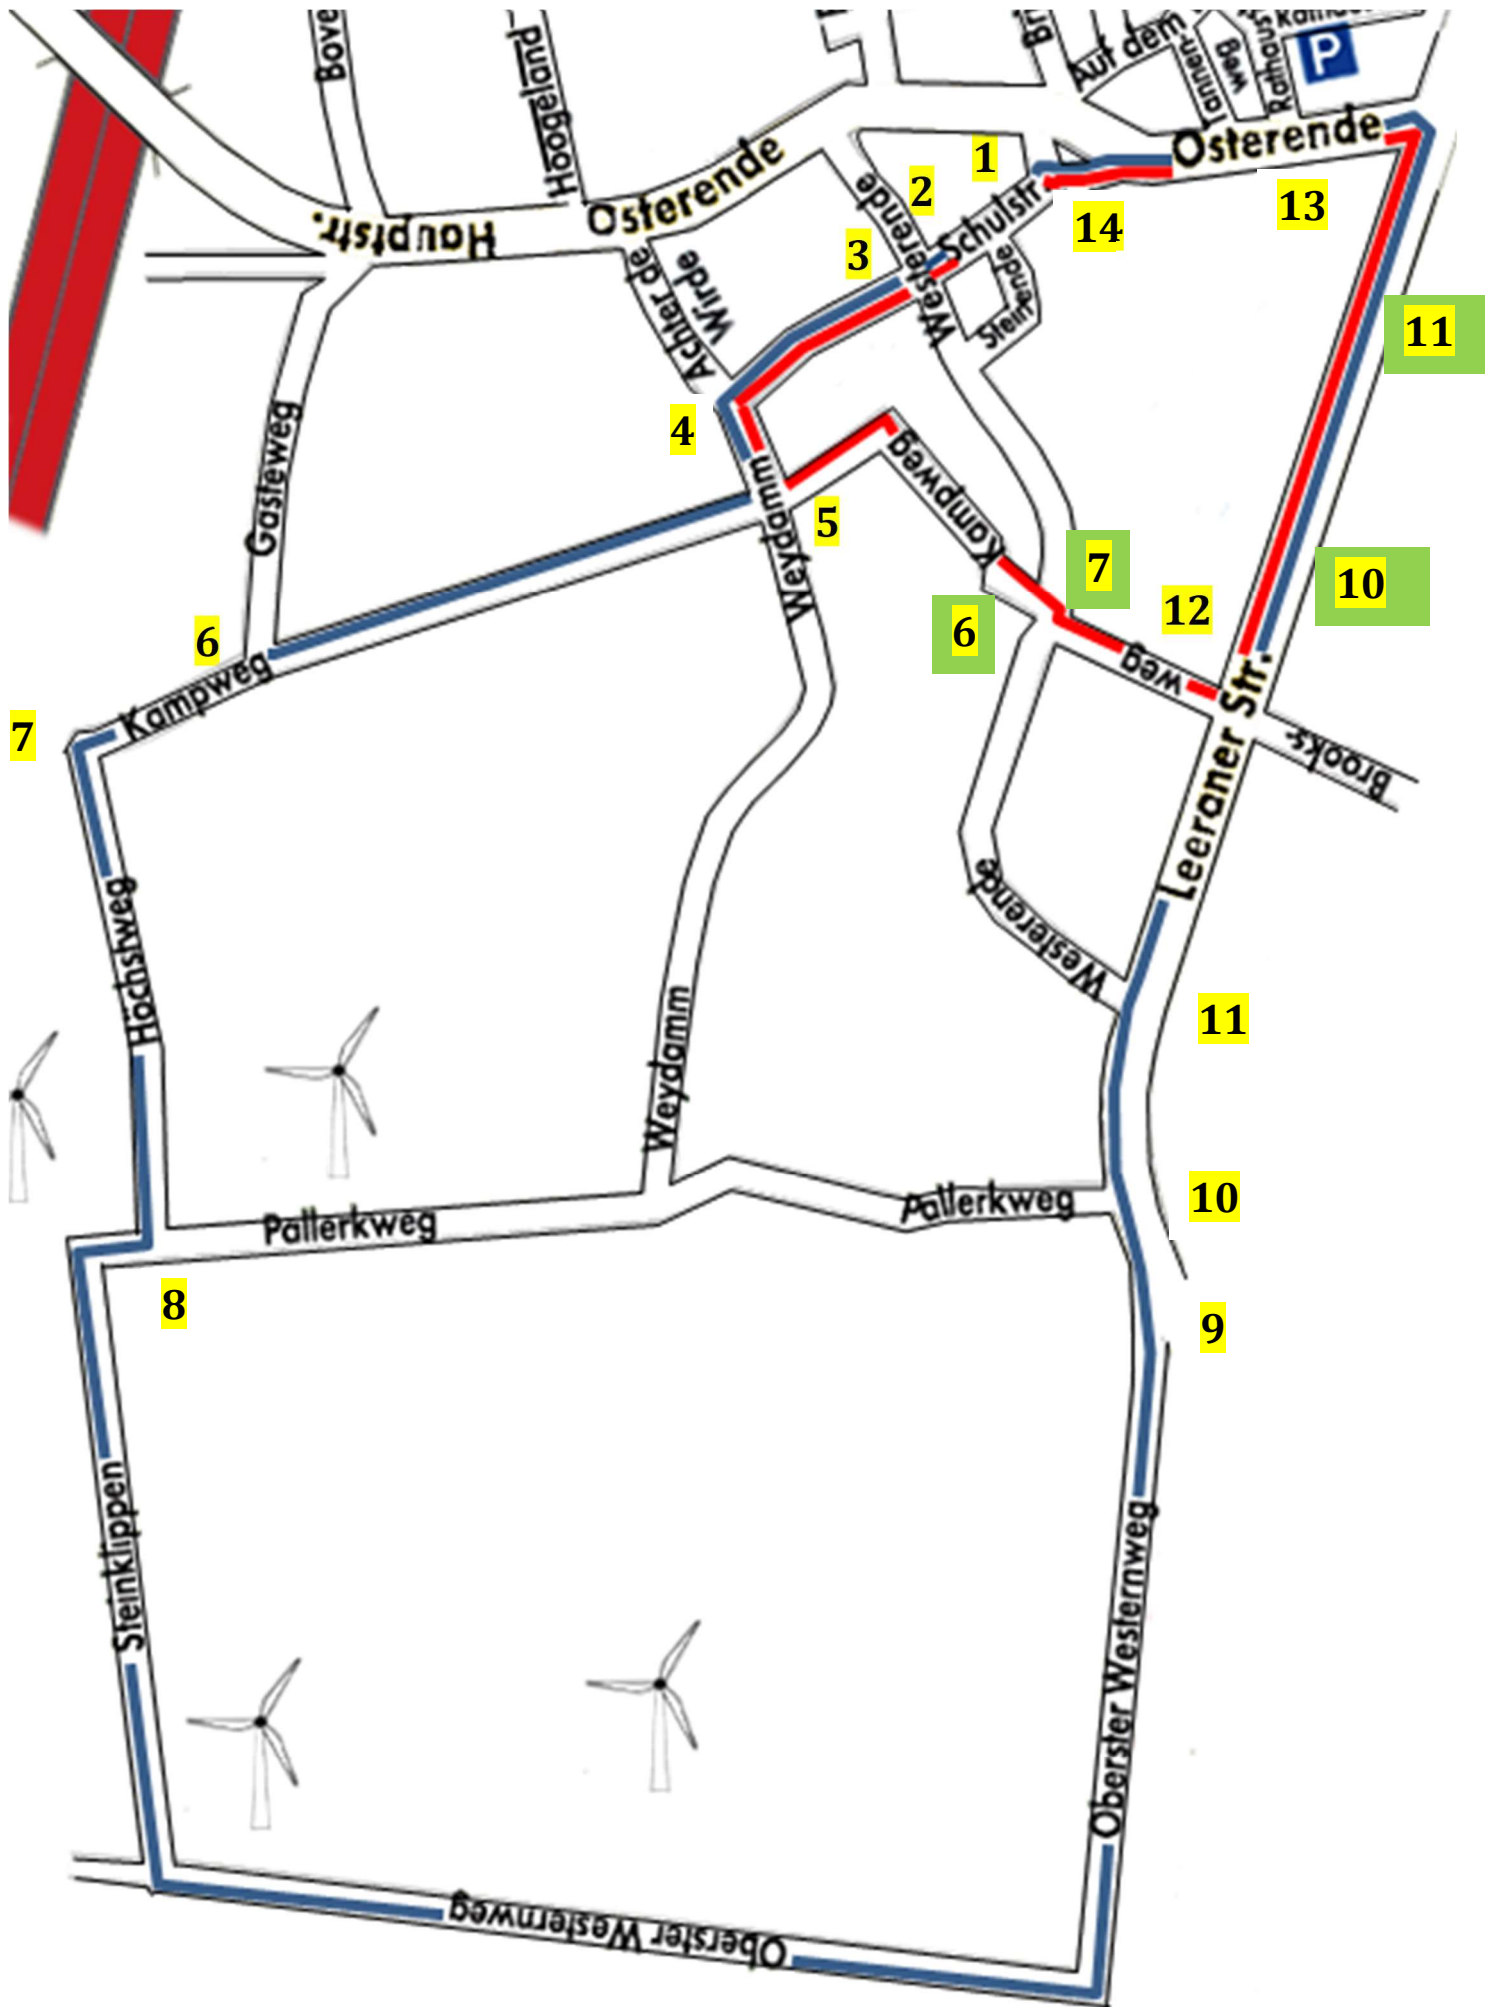 Bove
Hoogeland
Auf dem
Tannen-
weg
Rathaus-
P
Osterende
Hauptstr.
Osterende
Achter de
Wirde
Westerende
Schulstr.
Steinende
1
2
3
14
13
11
4
5
Gasteweg
Weydamm
Kampweg
7
6
12
10
weg
6
Kampweg
7
Leeraner Str.
Brooks-
Höchstweg
Westerende
11
Weydamm
Pallerkweg
Pallerkweg
10
8
9
Steinklippen
Oberster Westernweg
Oberster Westernweg